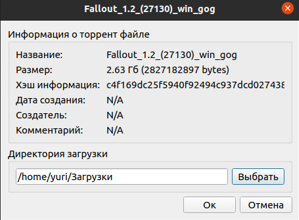 Fallout_1.2_(27130)_win_gog
Информация о торрент файле
Название: Fallout_1.2_(27130)_win_gog
Размер: 2.63 Гб (2827182897 bytes)
Хэш информация: c4f169dc25f5940f92494c937dcd027438
Дата создания: N/A
Создатель: N/A
Комментарий: N/A
Директория загрузки
/home/yuri/Загрузки Выбрать
Ок Отмена